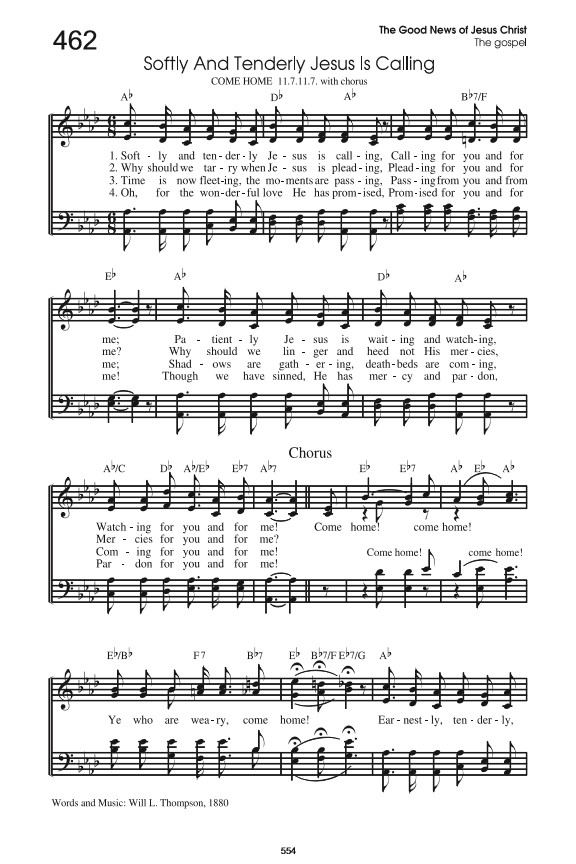 462
The Good News of Jesus Christ
The gospel
Softly And Tenderly Jesus Is Calling
COME HOME 11.7.11.7. with chorus
A♭ D♭ A♭ B♭7/F
1. Soft - ly and ten - der - ly Je - sus is call - ing, Call - ing for you and for
2. Why should we tar - ry when Je - sus is plead - ing, Plead - ing for you and for
3. Time is now fleet - ing, the mo - ments are pass - ing, Pass - ing from you and from
4. Oh, for the won - der - ful love He has prom - ised, Prom - ised for you and for
E♭ A♭ D♭ A♭
me; Pa - tient - ly Je - sus is wait - ing and watch - ing,
me? Why should we lin - ger and heed not His mer - cies,
me; Shad - ows are gath - er - ing, death - beds are com - ing,
me! Though we have sinned, He has mer - cy and par - don,
Chorus
A♭/C D♭ A♭/E♭ E♭7 A♭7 E♭ E♭7 A♭ E♭ A♭
Watch - ing for you and for me! Come home! come home!
Mer - cies for you and for me?
Com - ing for you and for me! Come home! come home!
Par - don for you and for me!
E♭/B♭ F7 B♭7 E♭ B♭7/F E♭7/G A♭
Ye who are wea - ry, come home! Ear - nest - ly, ten - der - ly,
Words and Music: Will L. Thompson, 1880
554